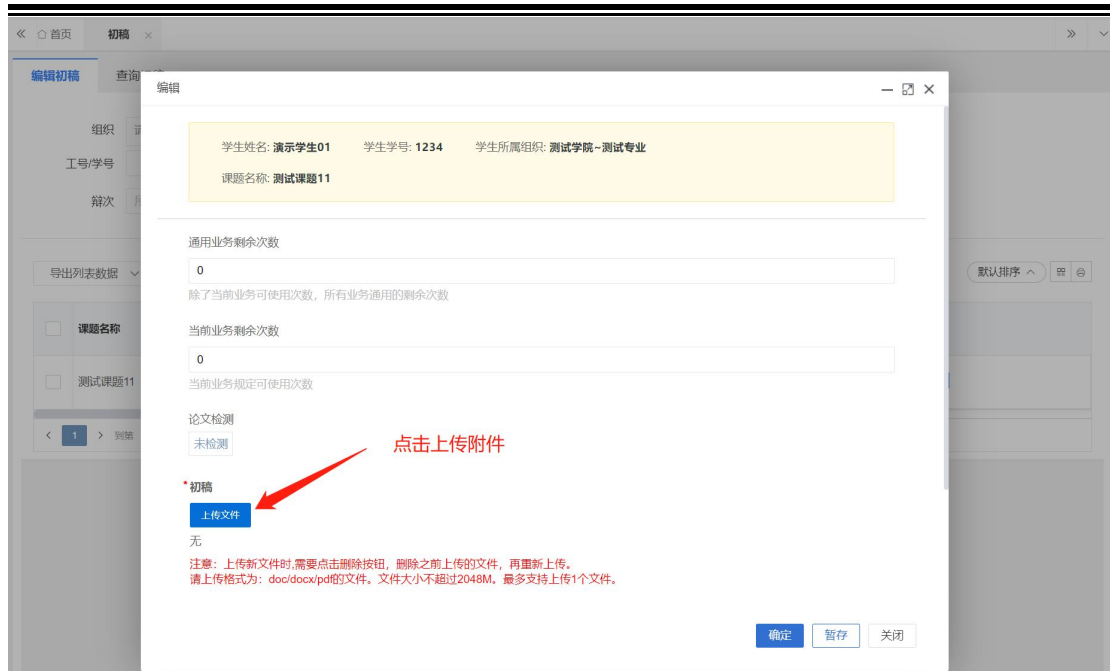 首页 初稿
编辑初稿 查询
编辑
组织
学生姓名: 演示学生01 学生学号: 1234 学生所属组织: 测试学院~测试专业
工号/学号
课题名称: 测试课题11
辩次
通用业务剩余次数
导出列表数据 0 默认排序
除了当前业务可使用次数，所有业务通用的剩余次数
课题名称
当前业务剩余次数
0
测试课题11 当前业务规定可使用次数
论文检测
1 到第 未检测
点击上传附件
*初稿
上传文件
无
注意：上传新文件时,需要点击删除按钮，删除之前上传的文件，再重新上传。
请上传格式为：doc/docx/pdf的文件。文件大小不超过2048M。最多支持上传1个文件。
确定 暂存 关闭